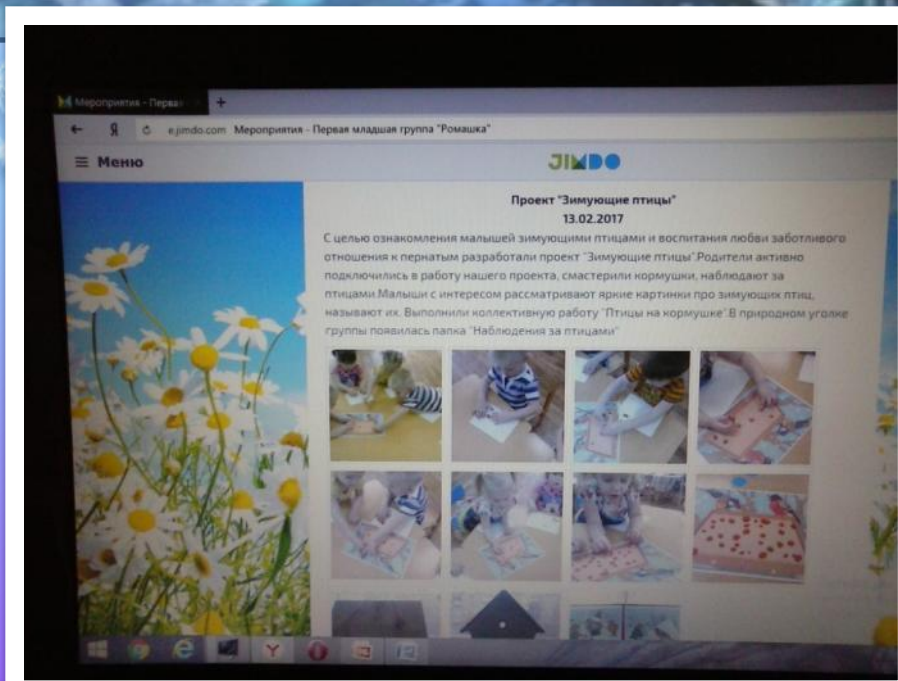 Мероприятия - Первая
e.jimdo.com Мероприятия - Первая младшая группа "Ромашка"
Меню
JIMDO
Проект "Зимующие птицы"
13.02.2017
С целью ознакомления малышей зимующими птицами и воспитания любви заботливого
отношения к пернатым разработали проект "Зимующие птицы".Родители активно
подключились в работу нашего проекта, смастерили кормушки, наблюдают за
птицами.Малыши с интересом рассматривают яркие картинки про зимующих птиц,
называют их. Выполнили коллективную работу "Птицы на кормушке".В природном уголке
группы появилась папка "Наблюдения за птицами"